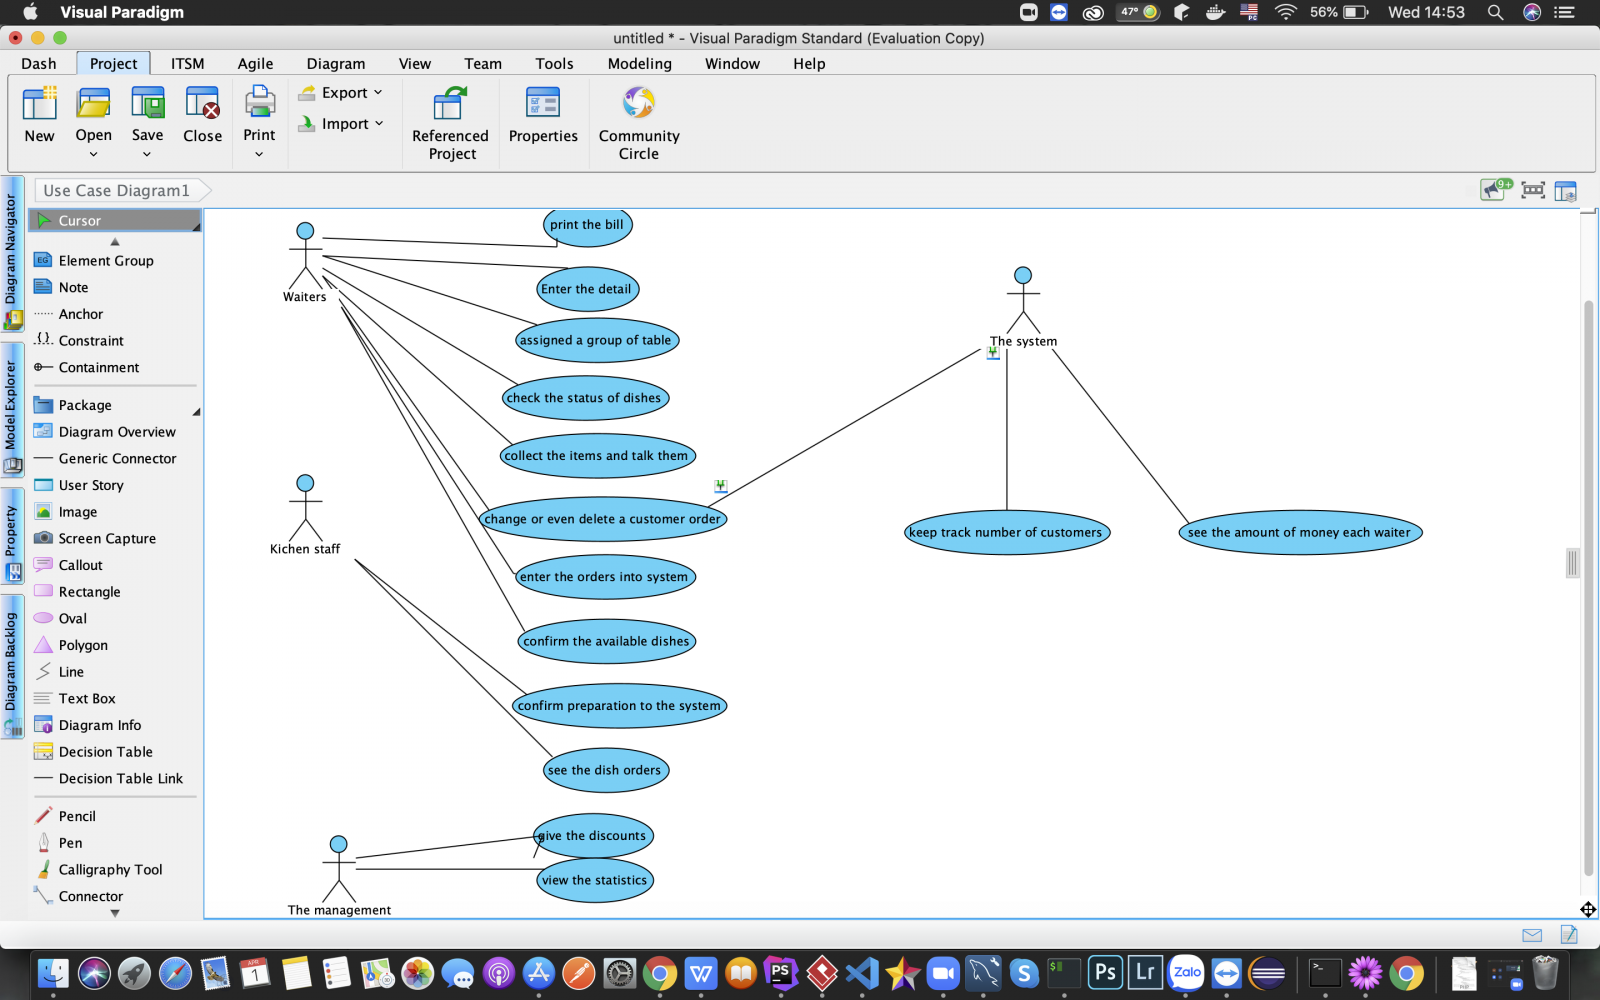 Visual Paradigm
47°
56%
Wed 14:53
untitled * - Visual Paradigm Standard (Evaluation Copy)
Dash Project ITSM Agile Diagram View Team Tools Modeling Window Help
New
Open
Save
Close
Print
Export
Import
Referenced
Project
Properties
Community
Circle
Use Case Diagram1
9+
Diagram Navigator
Model Explorer
Property
Diagram Backlog
Cursor
EG Element Group
Note
Anchor
Constraint
Containment
Package
Diagram Overview
Generic Connector
User Story
Image
Screen Capture
Callout
Rectangle
Oval
Polygon
Line
Text Box
Diagram Info
Decision Table
Decision Table Link
Pencil
Pen
Calligraphy Tool
Connector
Waiters
Kichen staff
The management
print the bill
Enter the detail
assigned a group of table
check the status of dishes
collect the items and talk them
change or even delete a customer order
enter the orders into system
confirm the available dishes
confirm preparation to the system
see the dish orders
give the discounts
view the statistics
The system
keep track number of customers
see the amount of money each waiter
APR
1
PS
Ps
Lr
Zalo